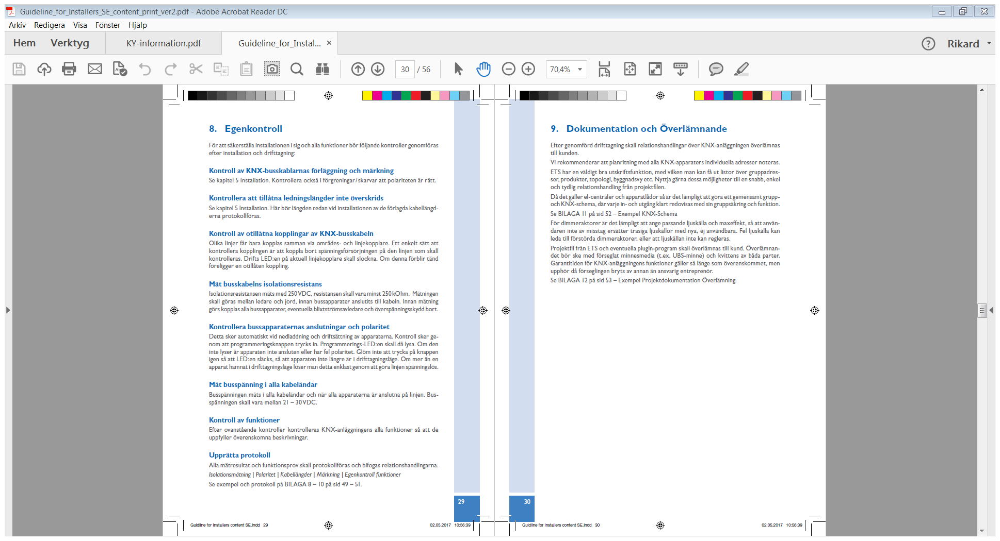 Guideline_for_Installers_SE_content_print_ver2.pdf - Adobe Acrobat Reader DC
Arkiv Redigera Visa Fönster Hjälp
Hem Verktyg KY-information.pdf Guideline_for_Instal... × ? Rikard
30 / 56 70,4%
8. Egenkontroll
För att säkerställa installationen i sig och alla funktioner bör följande kontroller genomföras
efter installation och drifttagning:
Kontroll av KNX-busskablarnas förläggning och märkning
Se kapitel 5 Installation. Kontrollera också i förgreningar/skarvar att polariteten är rätt.
Kontrollera att tillåtna ledningslängder inte överskrids
Se kapitel 5 Installation. Här bör längden redan vid installationen av de förlagda kabellängd-
erna protokollföras.
Kontroll av otillåtna kopplingar av KNX-busskabeln
Olika linjer får bara kopplas samman via områdes- och linjekopplare. Ett enkelt sätt att
kontrollera kopplingen är att koppla bort spänningsförsörjningen på den linjen som skall
kontrolleras. Drifts LED:en på aktuell linjekopplare skall slockna. Om denna förblir tänd
föreligger en otillåten koppling.
Mät busskabelns isolationsresistans
Isolationsresistansen mäts med 250 VDC, resistansen skall vara minst 250 kOhm. Mätningen
skall göras mellan ledare och jord, innan bussapparater anslutits till kabeln. Innan mätning
görs kopplas alla bussapparater, eventuella blixtströmsavledare och överspänningsskydd bort.
Kontrollera bussapparaternas anslutningar och polaritet
Detta sker automatiskt vid nedladdning och driftsättning av apparaterna. Kontroll sker ge-
nom att programmeringsknappen trycks in. Programmerings-LED:en skall då lysa. Om den
inte lyser är apparaten inte ansluten eller har fel polaritet. Glöm inte att trycka på knappen
igen så att LED:en släcks, så att apparaten inte längre är i drifttagningsläge. Om mer än en
apparat hamnat i drifttagningsläge löser man detta enklast genom att göra linjen spänningslös.
Mät busspänning i alla kabeländar
Busspänningen mäts i alla kabeländar och när alla apparaterna är anslutna på linjen. Bus-
spänningen skall vara mellan 21 – 30 VDC.
Kontroll av funktioner
Efter ovanstående kontroller kontrolleras KNX-anläggningens alla funktioner så att de
uppfyller överenskomna beskrivningar.
Upprätta protokoll
Alla mätresultat och funktionsprov skall protokollföras och bifogas relationshandlingarna.
Isolationsmätning | Polaritet | Kabellängder | Märkning | Egenkontroll funktioner
Se exempel och protokoll på BILAGA 8 – 10 på sid 49 – 51.
29
Guidline for Installers content SE.indd 29 02.05.2017 10:56:39
9. Dokumentation och Överlämnande
Efter genomförd drifttagning skall relationshandlingar över KNX-anläggningen överlämnas
till kunden.
Vi rekommenderar att planritning med alla KNX-apparaters individuella adresser noteras.
ETS har en väldigt bra utskriftsfunktion, med vilken man kan få ut listor över gruppadres-
ser, produkter, topologi, byggnadsvy etc. Nyttja gärna dessa möjligheter till en snabb, enkel
och tydlig relationshandling från projektfilen.
Då det gäller el-centraler och apparatlådor så är det lämpligt att göra ett gemensamt grupp-
och KNX-schema, där varje in- och utgång klart redovisas med sin gruppsäkring och funktion.
Se BILAGA 11 på sid 52 – Exempel KNX-Schema
För dimmeraktorer är det lämpligt att ange passande ljuskälla och maxeffekt, så att använ-
daren inte av misstag ersätter trasiga ljuskällor med nya, ej användbara. Fel ljuskälla kan
leda till förstörda dimmeraktorer, eller att ljuskällan inte kan regleras.
Projektfil från ETS och eventuella plugin-program skall överlämnas till kund. Överlämnan-
det bör ske med förseglat minnesmedia (t.ex. UBS-minne) och kvittens av båda parter.
Garantitiden för KNX-anläggningens funktioner gäller så länge som överenskommet, men
upphör då förseglingen bryts av annan än ansvarig entreprenör.
Se BILAGA 12 på sid 53 – Exempel Projektdokumentation Överlämning.
30
Guidline for Installers content SE.indd 30 02.05.2017 10:56:39